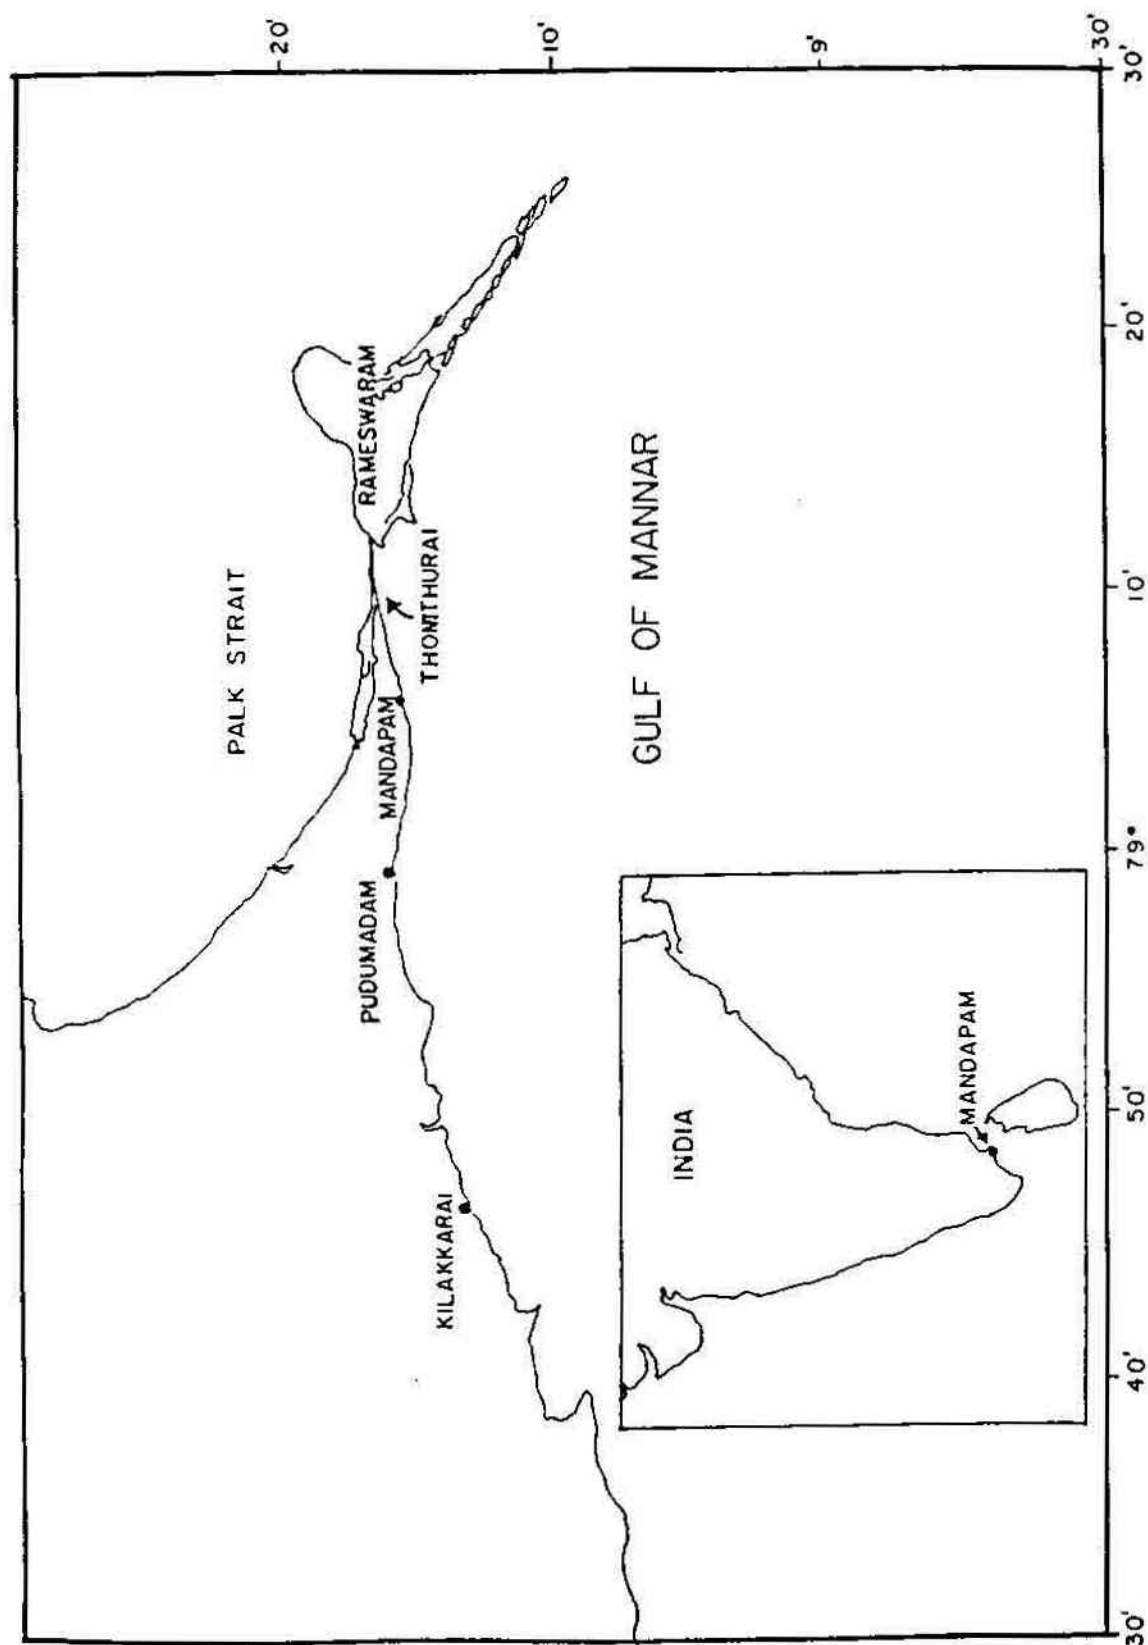 20'
10'
9'
30'
PALK STRAIT
RAMESWARAM
THONITHURAI
MANDAPAM
PUDUMADAM
KILAKKARAI
GULF OF MANNAR
INDIA
MANDAPAM
30'
40'
50'
79°
10'
20'
30'